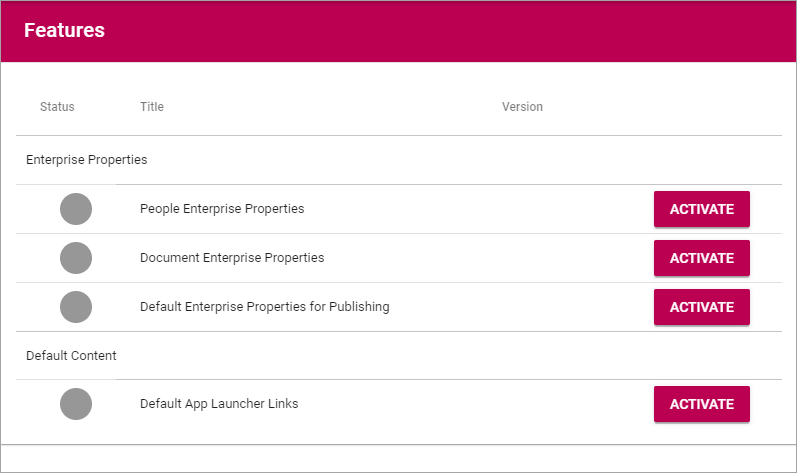 Features
Status Title Version
Enterprise Properties
People Enterprise Properties ACTIVATE
Document Enterprise Properties ACTIVATE
Default Enterprise Properties for Publishing ACTIVATE
Default Content
Default App Launcher Links ACTIVATE